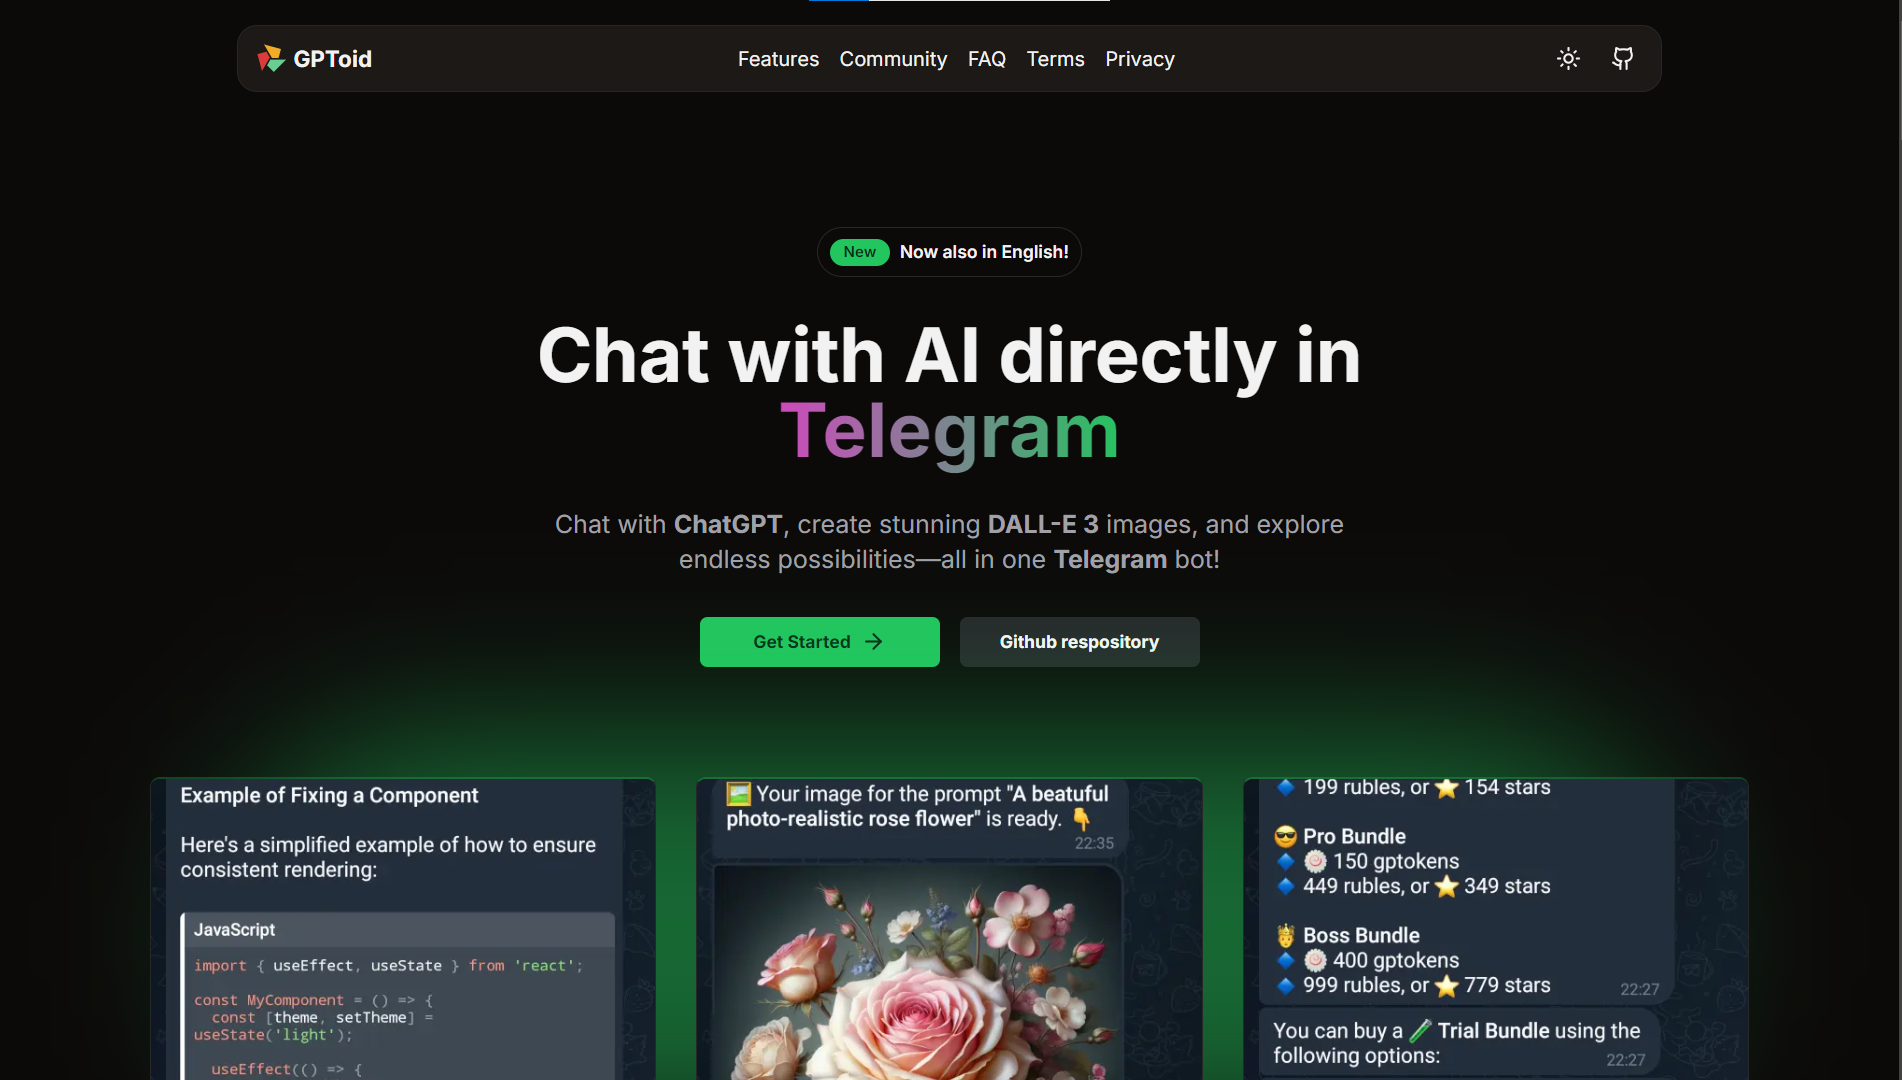 GPToid
Features Community FAQ Terms Privacy
New Now also in English!
Chat with AI directly in
Telegram
Chat with ChatGPT, create stunning DALL-E 3 images, and explore
endless possibilities—all in one Telegram bot!
Get Started →
Github respository
Example of Fixing a Component
Here's a simplified example of how to ensure
consistent rendering:
JavaScript
import { useEffect, useState } from 'react';
const MyComponent = () => {
const [theme, setTheme] =
useState('light');
useEffect(() => {
🖼️ Your image for the prompt "A beatuful
photo-realistic rose flower" is ready. 👇
22:35
🔹 199 rubles, or ⭐ 154 stars
😎 Pro Bundle
🔹 🍥 150 gptokens
🔹 449 rubles, or ⭐ 349 stars
🤴 Boss Bundle
🔹 🍥 400 gptokens
🔹 999 rubles, or ⭐ 779 stars
22:27
You can buy a 🧪 Trial Bundle using the
following options:
22:27